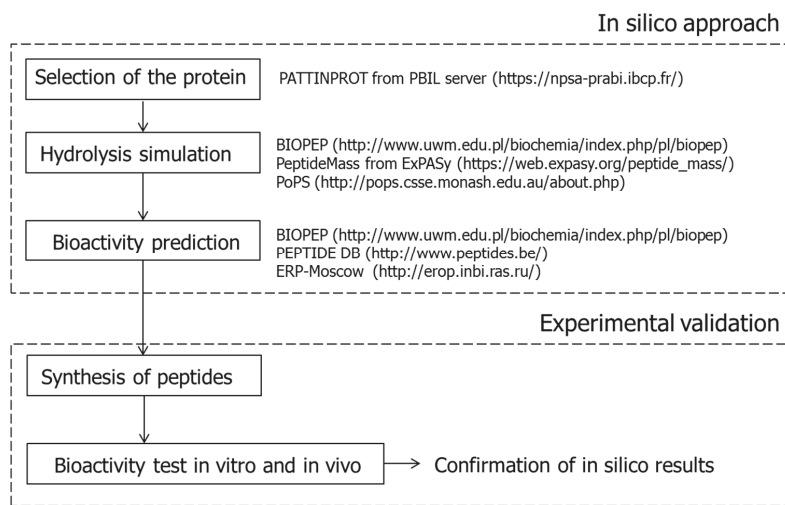 In silico approach
Selection of the protein
PATTINPROT from PBIL server (https://npsa-prabi.ibcp.fr/)
Hydrolysis simulation
BIOPEP (http://www.uwm.edu.pl/biochemia/index.php/pl/biopep)
PeptideMass from ExPASy (https://web.expasy.org/peptide_mass/)
PoPS (http://pops.csse.monash.edu.au/about.php)
Bioactivity prediction
BIOPEP (http://www.uwm.edu.pl/biochemia/index.php/pl/biopep)
PEPTIDE DB (http://www.peptides.be/)
ERP-Moscow (http://erop.inbi.ras.ru/)
Experimental validation
Synthesis of peptides
Bioactivity test in vitro and in vivo
Confirmation of in silico results